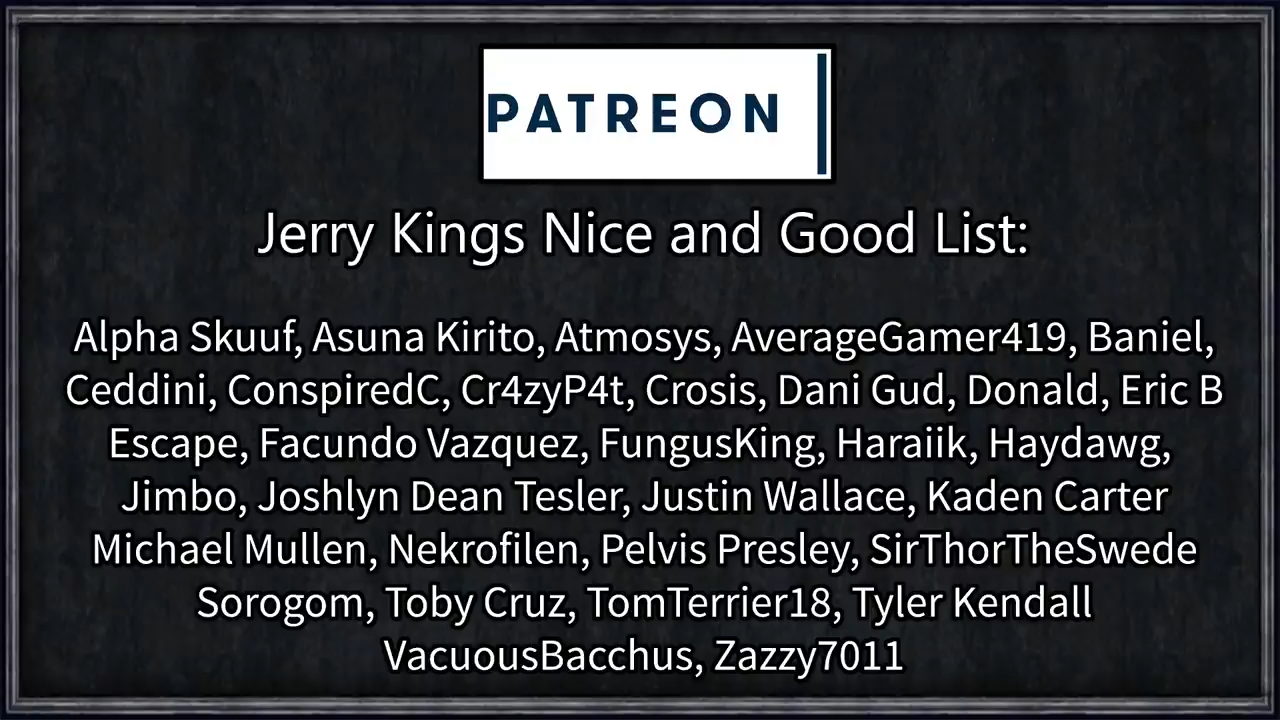 PATREON
Jerry Kings Nice and Good List:
Alpha Skuuf, Asuna Kirito, Atmosys, AverageGamer419, Baniel,
Ceddini, ConspiredC, Cr4zyP4t, Crosis, Dani Gud, Donald, Eric B
Escape, Facundo Vazquez, FungusKing, Haraiik, Haydawg,
Jimbo, Joshlyn Dean Tesler, Justin Wallace, Kaden Carter
Michael Mullen, Nekrofilen, Pelvis Presley, SirThorTheSwede
Sorogom, Toby Cruz, TomTerrier18, Tyler Kendall
VacuousBacchus, Zazzy7011